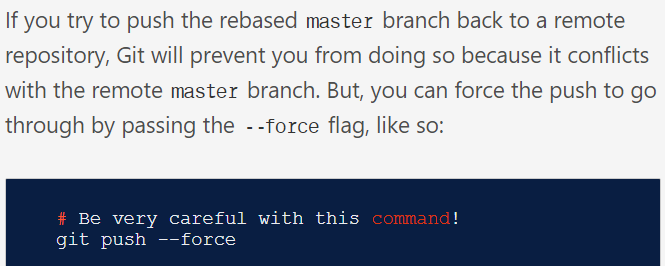 If you try to push the rebased master branch back to a remote
repository, Git will prevent you from doing so because it conflicts
with the remote master branch. But, you can force the push to go
through by passing the --force flag, like so:
# Be very careful with this command!
git push --force